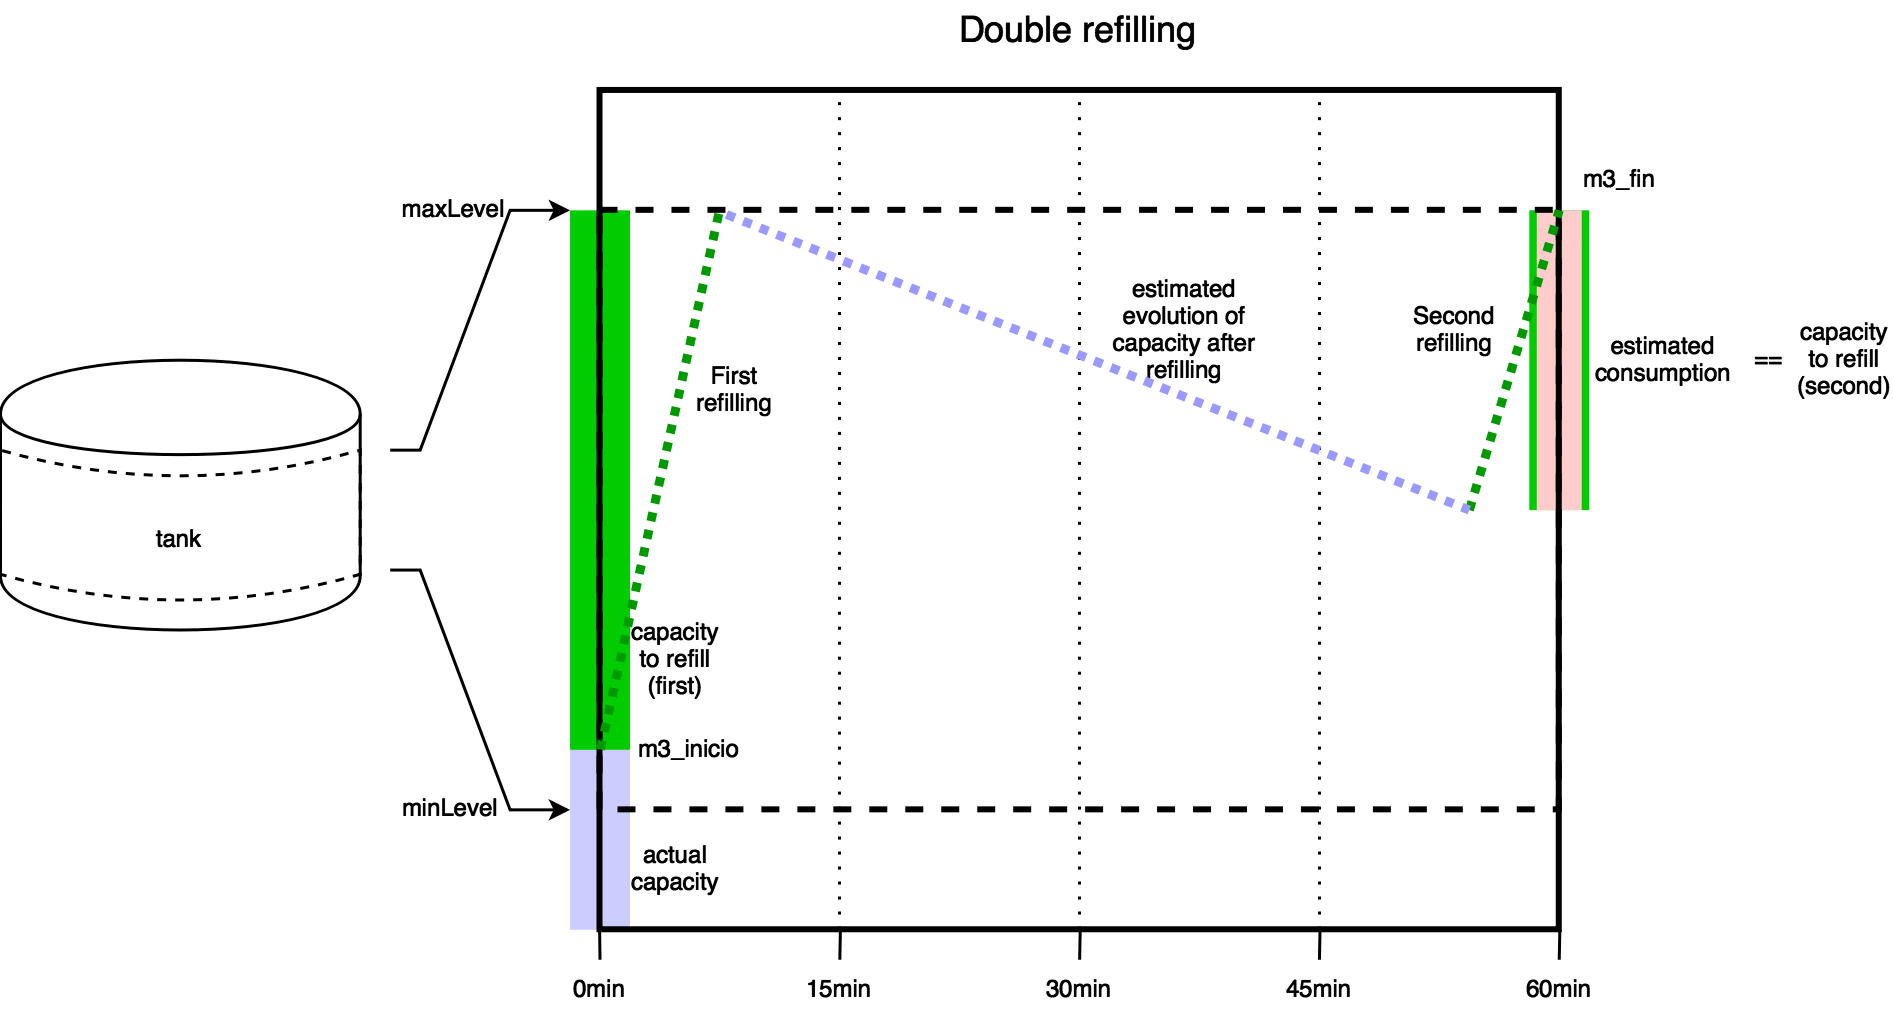 Double refilling
m3_fin
maxLevel
estimated
evolution of
capacity after
refilling
Second
refilling
estimated
consumption
==
capacity
to refill
(second)
First
refilling
tank
capacity
to refill
(first)
m3_inicio
minLevel
actual
capacity
0min
15min
30min
45min
60min